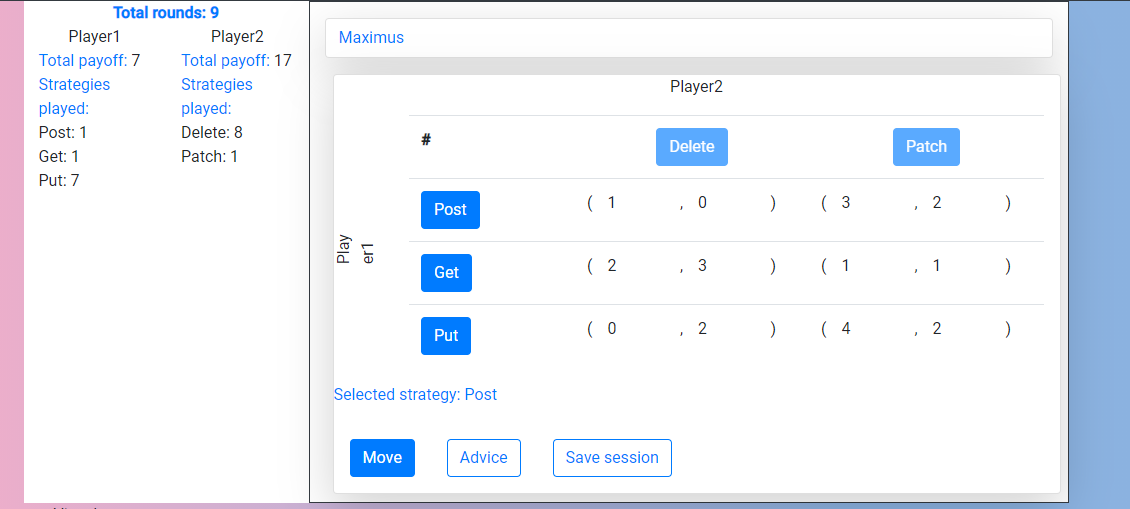 Total rounds: 9
Player1
Total payoff: 7
Strategies
played:
Post: 1
Get: 1
Put: 7
Player2
Total payoff: 17
Strategies
played:
Delete: 8
Patch: 1
Maximus
Player2
Play
er1
# Delete Patch
Post ( 1 , 0 ) ( 3 , 2 )
Get ( 2 , 3 ) ( 1 , 1 )
Put ( 0 , 2 ) ( 4 , 2 )
Selected strategy: Post
Move Advice Save session